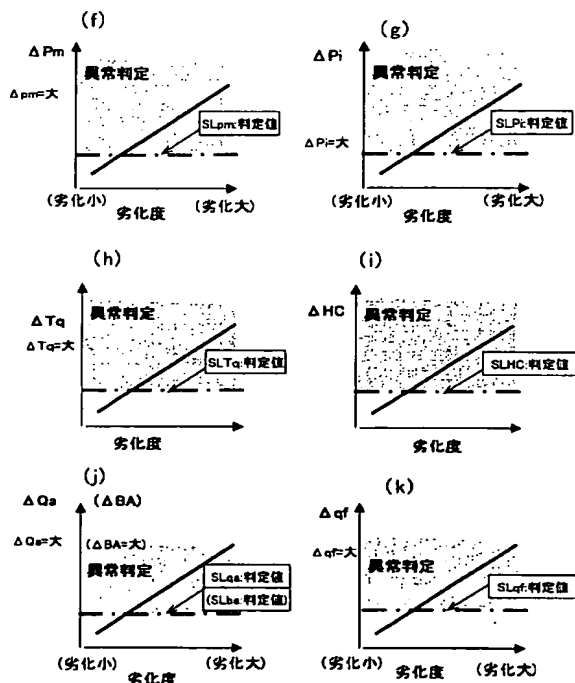 (f)
ΔPm
異常判定
Δpm=大
SLpm:判定値
(劣化小)
劣化度
(劣化大)
(g)
ΔPi
異常判定
ΔPi=大
SLPi:判定値
(劣化小)
劣化度
(劣化大)
(h)
ΔTq
異常判定
ΔTq=大
SLTq:判定値
劣化度
(i)
ΔHC
異常判定
SLHC:判定値
劣化度
(j)
ΔQa (ΔBA)
ΔQa=大 (ΔBA=大)
異常判定
SLqa:判定値
(SLba:判定値)
(劣化小)
劣化度
(劣化大)
(k)
Δqf
Δqf=大
異常判定
SLqf:判定値
(劣化小)
劣化度
(劣化大)